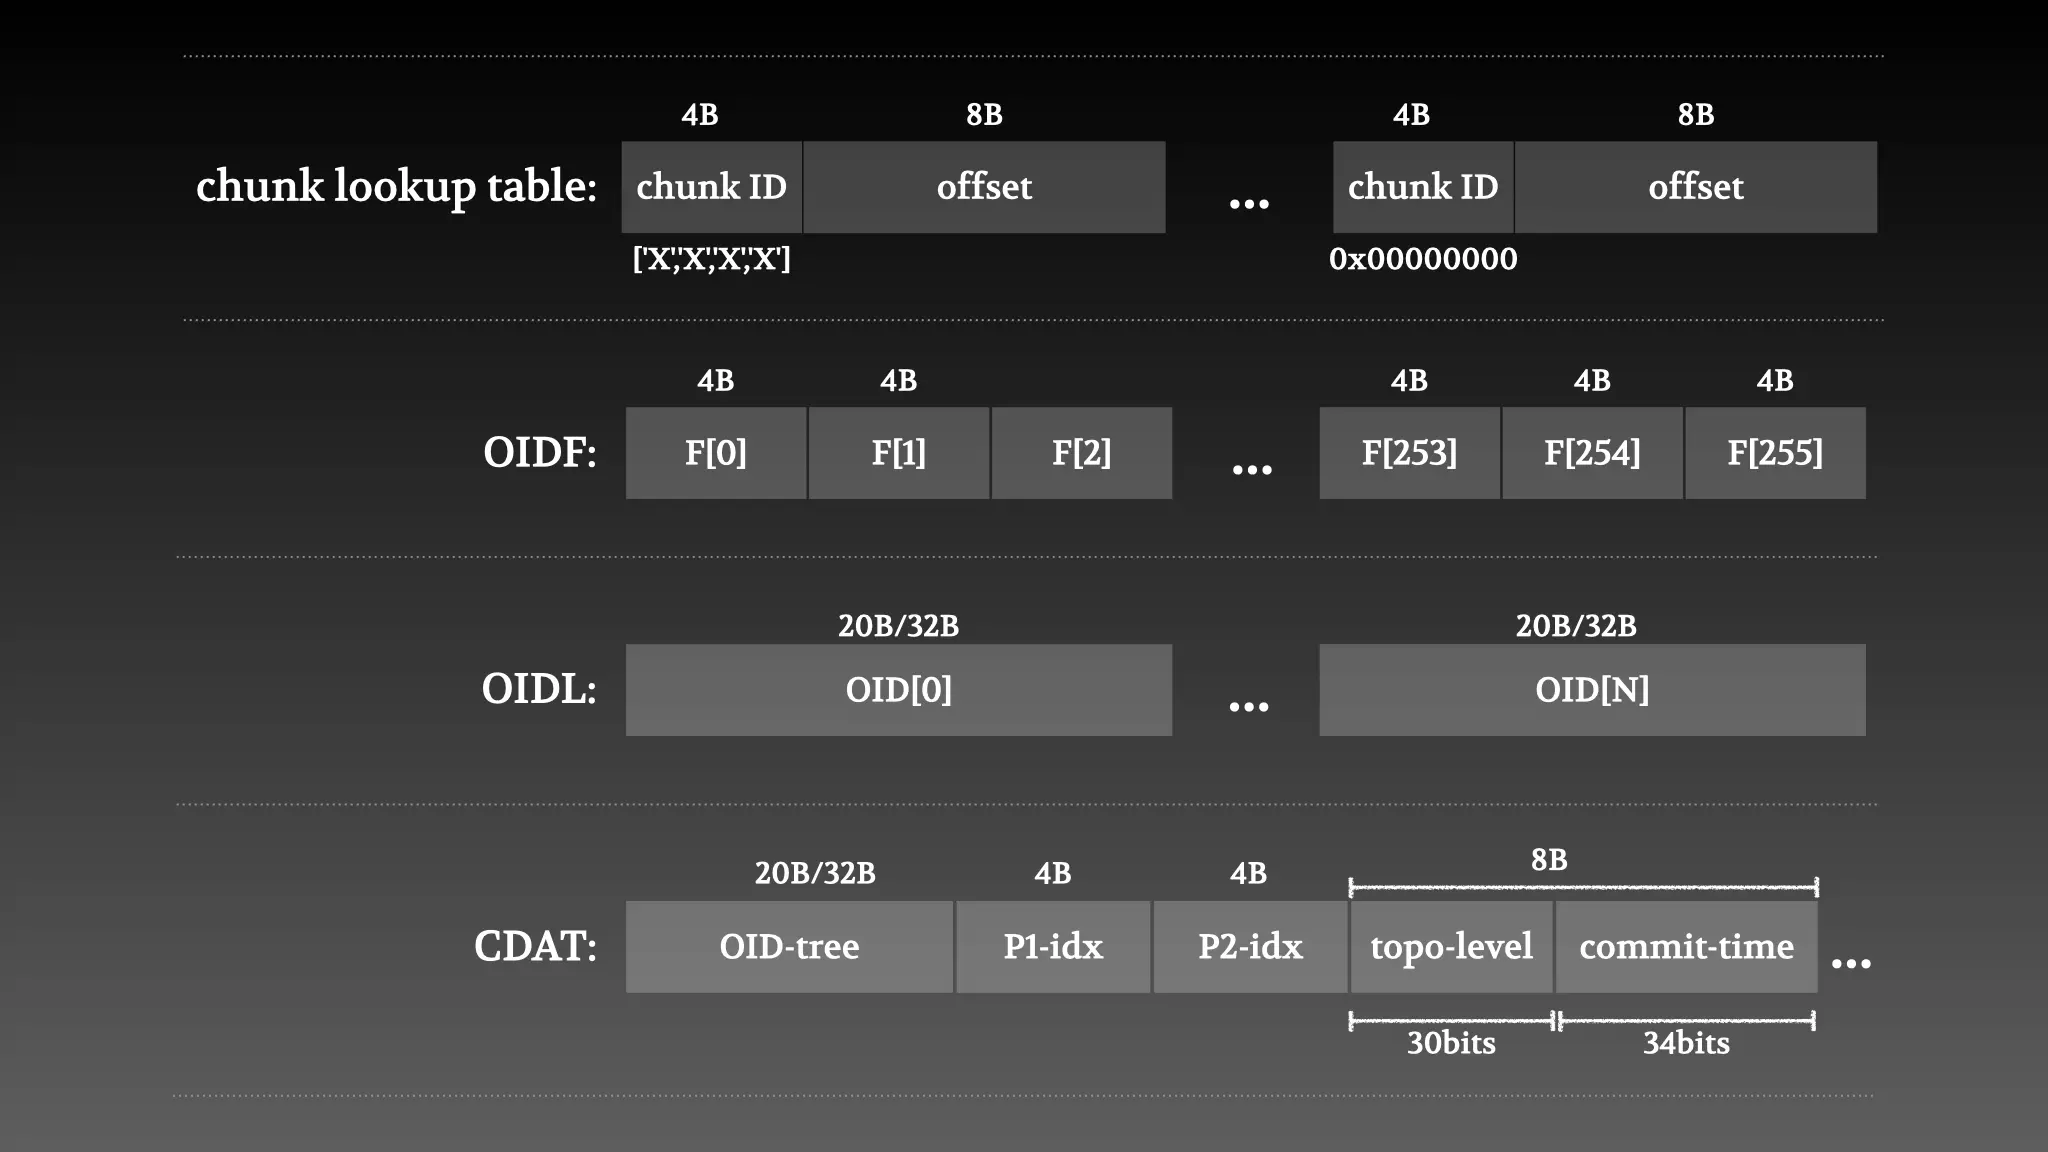 4B 8B 4B 8B
chunk lookup table: chunk ID offset ... chunk ID offset
['X','X','X','X'] 0x00000000
4B 4B 4B 4B 4B
OIDF: F[0] F[1] F[2] ... F[253] F[254] F[255]
20B/32B 20B/32B
OIDL: OID[0] ... OID[N]
20B/32B 4B 4B 8B
CDAT: OID-tree P1-idx P2-idx topo-level commit-time ...
30bits 34bits